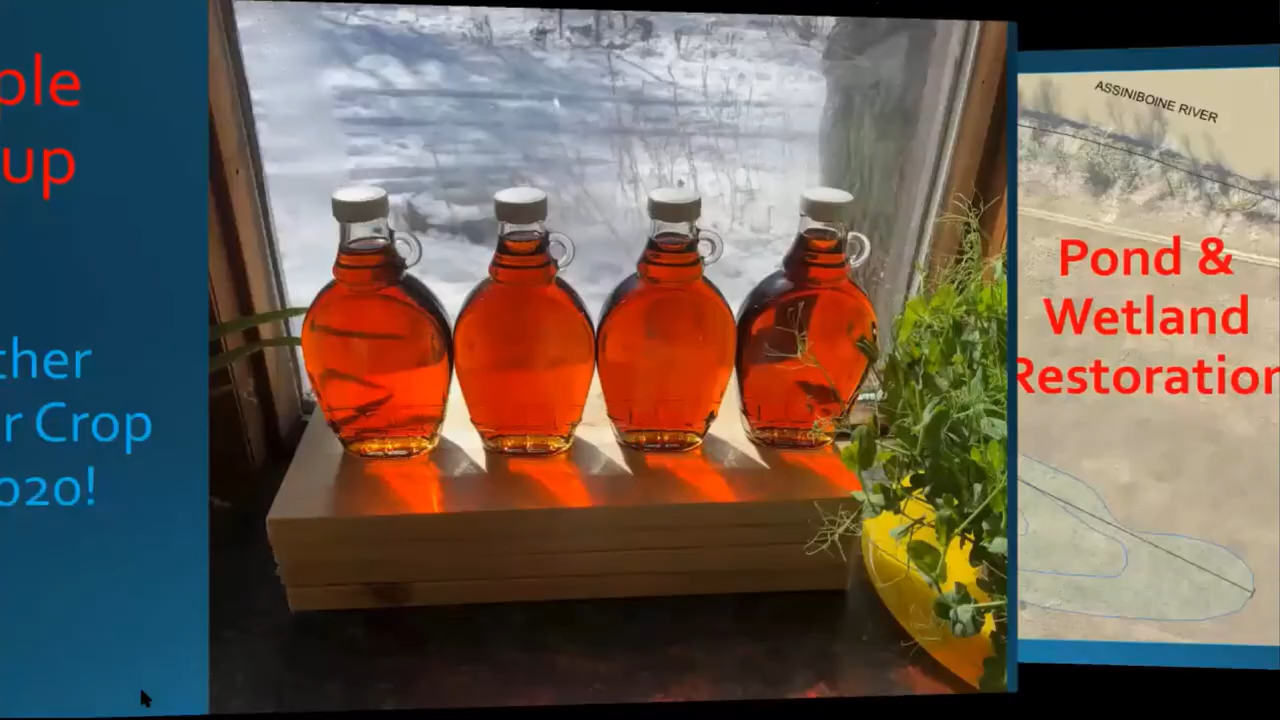 ple
up
ther
r Crop
020!
ASSINIBOINE RIVER
Pond &
Wetland
Restoration